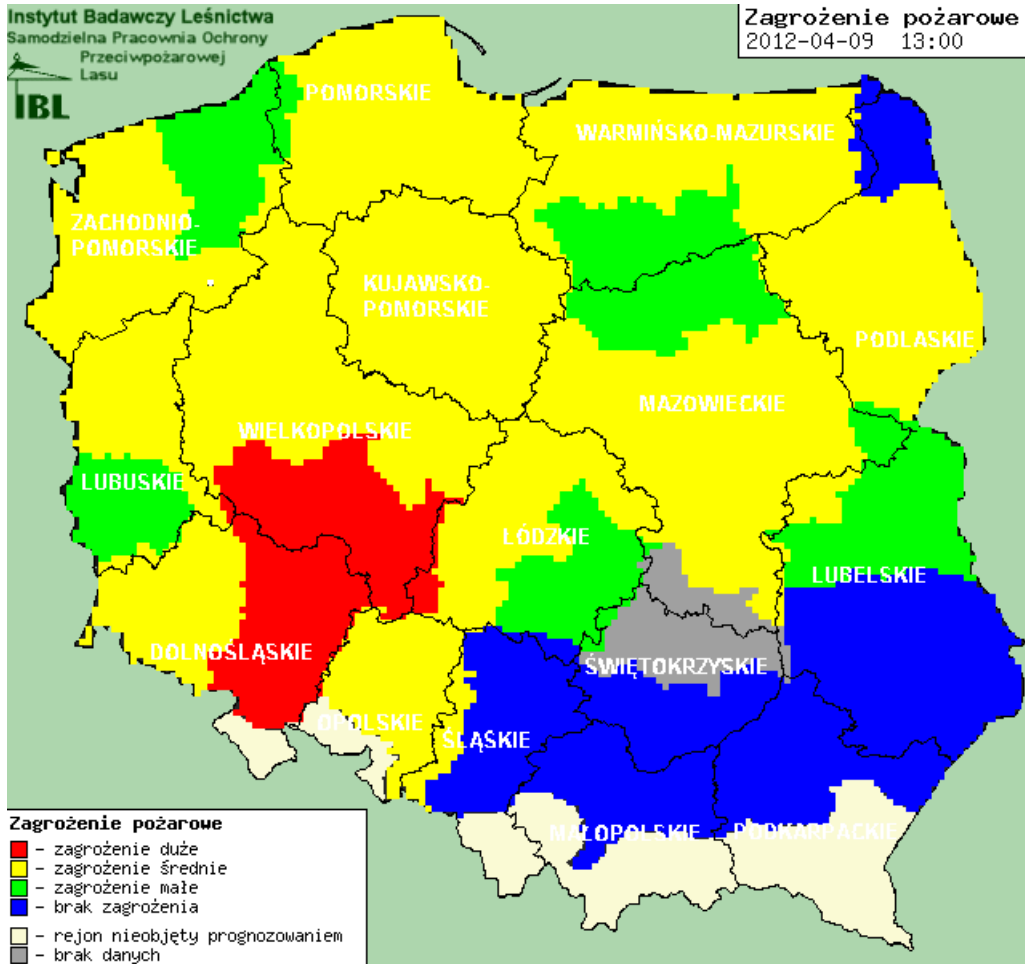 Instytut Badawczy Leśnictwa
Samodzielna Pracownia Ochrony
Przeciwpożarowej
Lasu
IBL
Zagrożenie pożarowe
2012-04-09 13:00
POMORSKIE
WARMIŃSKO-MAZURSKIE
ZACHODNIO-
POMORSKIE
KUJAWSKO-
POMORSKIE
PODLASKIE
MAZOWIECKIE
WIELKOPOLSKIE
LUBUSKIE
ŁÓDZKIE
LUBELSKIE
DOLNOŚLĄSKIE
ŚWIĘTOKRZYSKIE
OPOLSKIE
ŚLĄSKIE
MAŁOPOLSKIE
PODKARPACKIE
Zagrożenie pożarowe
- zagrożenie duże
- zagrożenie średnie
- zagrożenie małe
- brak zagrożenia
- rejon nieobjęty prognozowaniem
- brak danych